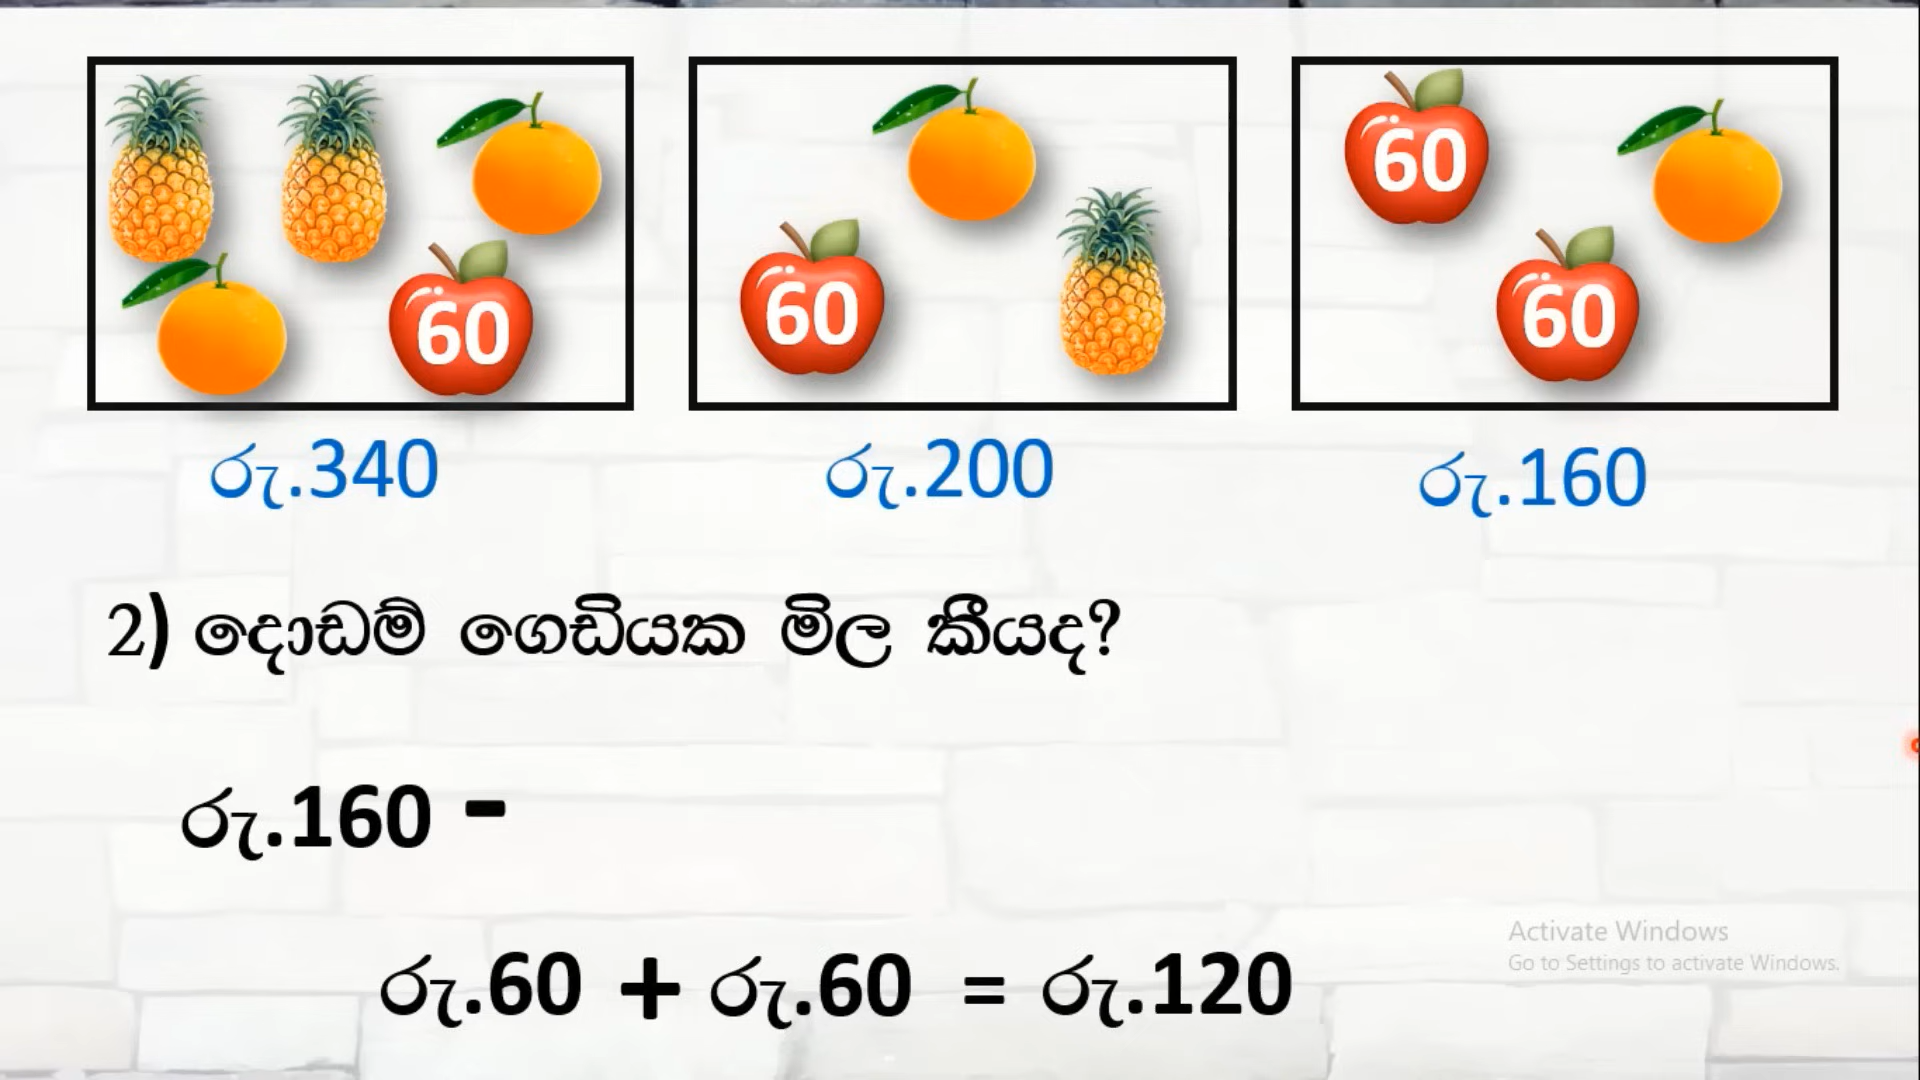 60
60
60
60
රු.340
රු.200
රු.160
2) දොඩම් ගෙඩියක මිල කීයද?
රු.160 -
රු.60 + රු.60 = රු.120
Activate Windows
Go to Settings to activate Windows.